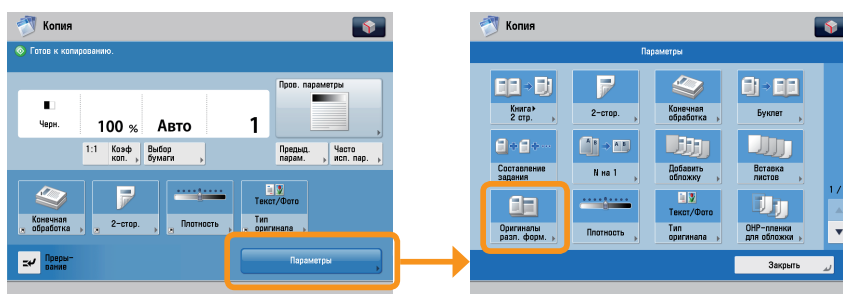 Копия
Готов к копированию.
Пров. параметры
Черн.
100 %
Авто
1
1:1
Коэф
коп.
Выбор
бумаги
Предыд.
парам.
Часто
исп. пар.
Конечная
обработка
2-стор.
Плотность
Текст/Фото
Тип
оригинала
Преры-
вание
Параметры
Копия
Параметры
Книга▸
2 стр.
2-стор.
Конечная
обработка
Буклет
Составление
задания
N на 1
Добавить
обложку
Вставка
листов
Оригиналы
разл. форм.
Плотность
Текст/Фото
Тип
оригинала
OHP-пленки
для обложки
1 /
Закрыть